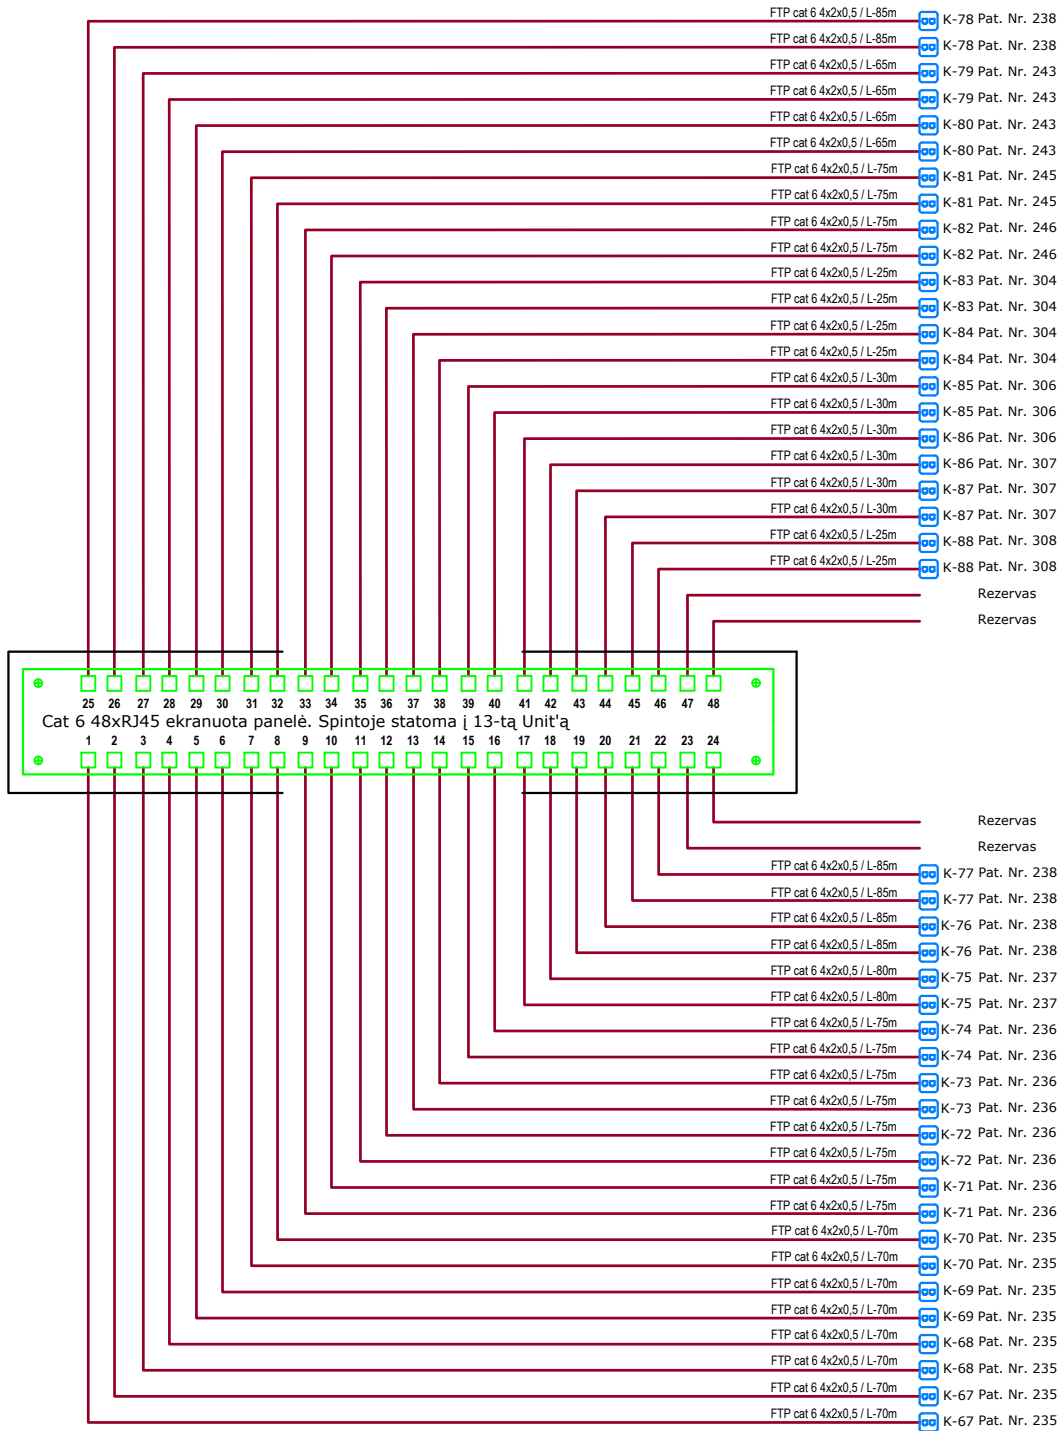 FTP cat 6 4x2x0,5 / L-85m K-78 Pat. Nr. 238
FTP cat 6 4x2x0,5 / L-85m K-78 Pat. Nr. 238
FTP cat 6 4x2x0,5 / L-65m K-79 Pat. Nr. 243
FTP cat 6 4x2x0,5 / L-65m K-79 Pat. Nr. 243
FTP cat 6 4x2x0,5 / L-65m K-80 Pat. Nr. 243
FTP cat 6 4x2x0,5 / L-65m K-80 Pat. Nr. 243
FTP cat 6 4x2x0,5 / L-75m K-81 Pat. Nr. 245
FTP cat 6 4x2x0,5 / L-75m K-81 Pat. Nr. 245
FTP cat 6 4x2x0,5 / L-75m K-82 Pat. Nr. 246
FTP cat 6 4x2x0,5 / L-75m K-82 Pat. Nr. 246
FTP cat 6 4x2x0,5 / L-25m K-83 Pat. Nr. 304
FTP cat 6 4x2x0,5 / L-25m K-83 Pat. Nr. 304
FTP cat 6 4x2x0,5 / L-25m K-84 Pat. Nr. 304
FTP cat 6 4x2x0,5 / L-25m K-84 Pat. Nr. 304
FTP cat 6 4x2x0,5 / L-30m K-85 Pat. Nr. 306
FTP cat 6 4x2x0,5 / L-30m K-85 Pat. Nr. 306
FTP cat 6 4x2x0,5 / L-30m K-86 Pat. Nr. 306
FTP cat 6 4x2x0,5 / L-30m K-86 Pat. Nr. 307
FTP cat 6 4x2x0,5 / L-30m K-87 Pat. Nr. 307
FTP cat 6 4x2x0,5 / L-30m K-87 Pat. Nr. 307
FTP cat 6 4x2x0,5 / L-25m K-88 Pat. Nr. 308
FTP cat 6 4x2x0,5 / L-25m K-88 Pat. Nr. 308
Rezervas
Rezervas
25 26 27 28 29 30 31 32 33 34 35 36 37 38 39 40 41 42 43 44 45 46 47 48
Cat 6 48xRJ45 ekranuota panelė. Spintoje statoma į 13-tą Unit'ą
1 2 3 4 5 6 7 8 9 10 11 12 13 14 15 16 17 18 19 20 21 22 23 24
Rezervas
Rezervas
FTP cat 6 4x2x0,5 / L-85m K-77 Pat. Nr. 238
FTP cat 6 4x2x0,5 / L-85m K-77 Pat. Nr. 238
FTP cat 6 4x2x0,5 / L-85m K-76 Pat. Nr. 238
FTP cat 6 4x2x0,5 / L-85m K-76 Pat. Nr. 238
FTP cat 6 4x2x0,5 / L-80m K-75 Pat. Nr. 237
FTP cat 6 4x2x0,5 / L-80m K-75 Pat. Nr. 237
FTP cat 6 4x2x0,5 / L-75m K-74 Pat. Nr. 236
FTP cat 6 4x2x0,5 / L-75m K-74 Pat. Nr. 236
FTP cat 6 4x2x0,5 / L-75m K-73 Pat. Nr. 236
FTP cat 6 4x2x0,5 / L-75m K-73 Pat. Nr. 236
FTP cat 6 4x2x0,5 / L-75m K-72 Pat. Nr. 236
FTP cat 6 4x2x0,5 / L-75m K-72 Pat. Nr. 236
FTP cat 6 4x2x0,5 / L-75m K-71 Pat. Nr. 236
FTP cat 6 4x2x0,5 / L-75m K-71 Pat. Nr. 236
FTP cat 6 4x2x0,5 / L-70m K-70 Pat. Nr. 235
FTP cat 6 4x2x0,5 / L-70m K-70 Pat. Nr. 235
FTP cat 6 4x2x0,5 / L-70m K-69 Pat. Nr. 235
FTP cat 6 4x2x0,5 / L-70m K-69 Pat. Nr. 235
FTP cat 6 4x2x0,5 / L-70m K-68 Pat. Nr. 235
FTP cat 6 4x2x0,5 / L-70m K-68 Pat. Nr. 235
FTP cat 6 4x2x0,5 / L-70m K-67 Pat. Nr. 235
FTP cat 6 4x2x0,5 / L-70m K-67 Pat. Nr. 235